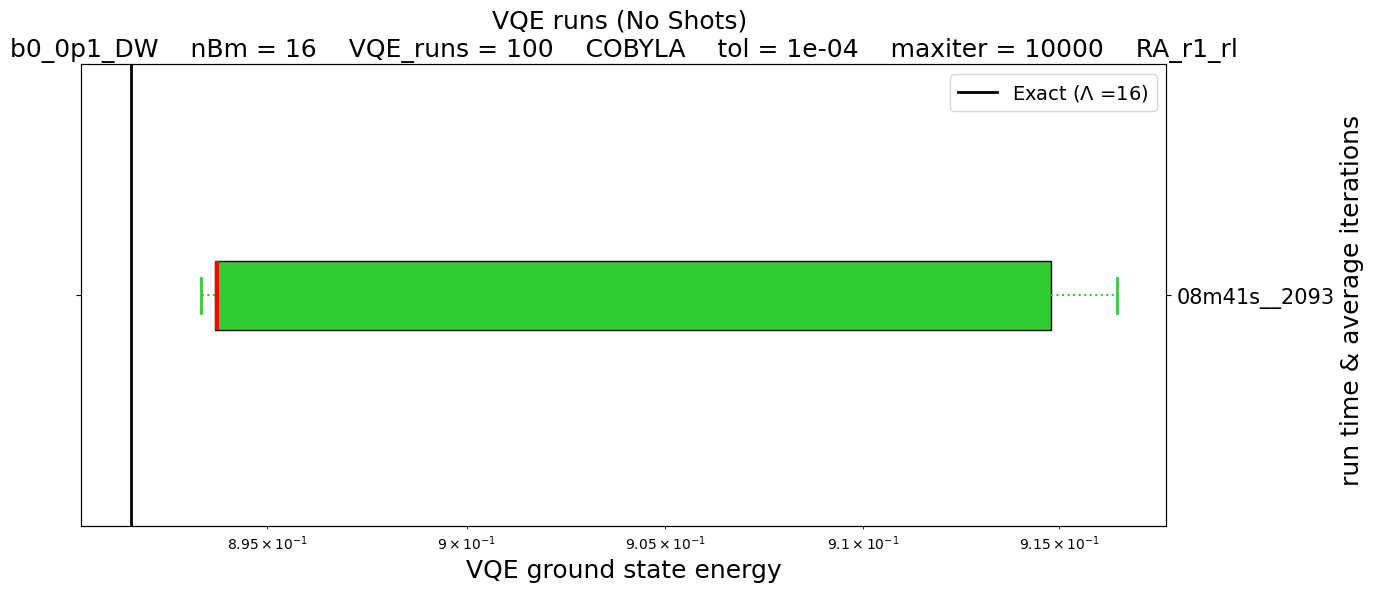 VQE runs (No Shots)
b0_0p1_DW    nBm = 16    VQE_runs = 100    COBYLA    tol = 1e-04    maxiter = 10000    RA_r1_rl
Exact (Λ =16)
08m41s__2093
run time & average iterations
8.95×10⁻¹
9×10⁻¹
9.05×10⁻¹
9.1×10⁻¹
9.15×10⁻¹
VQE ground state energy